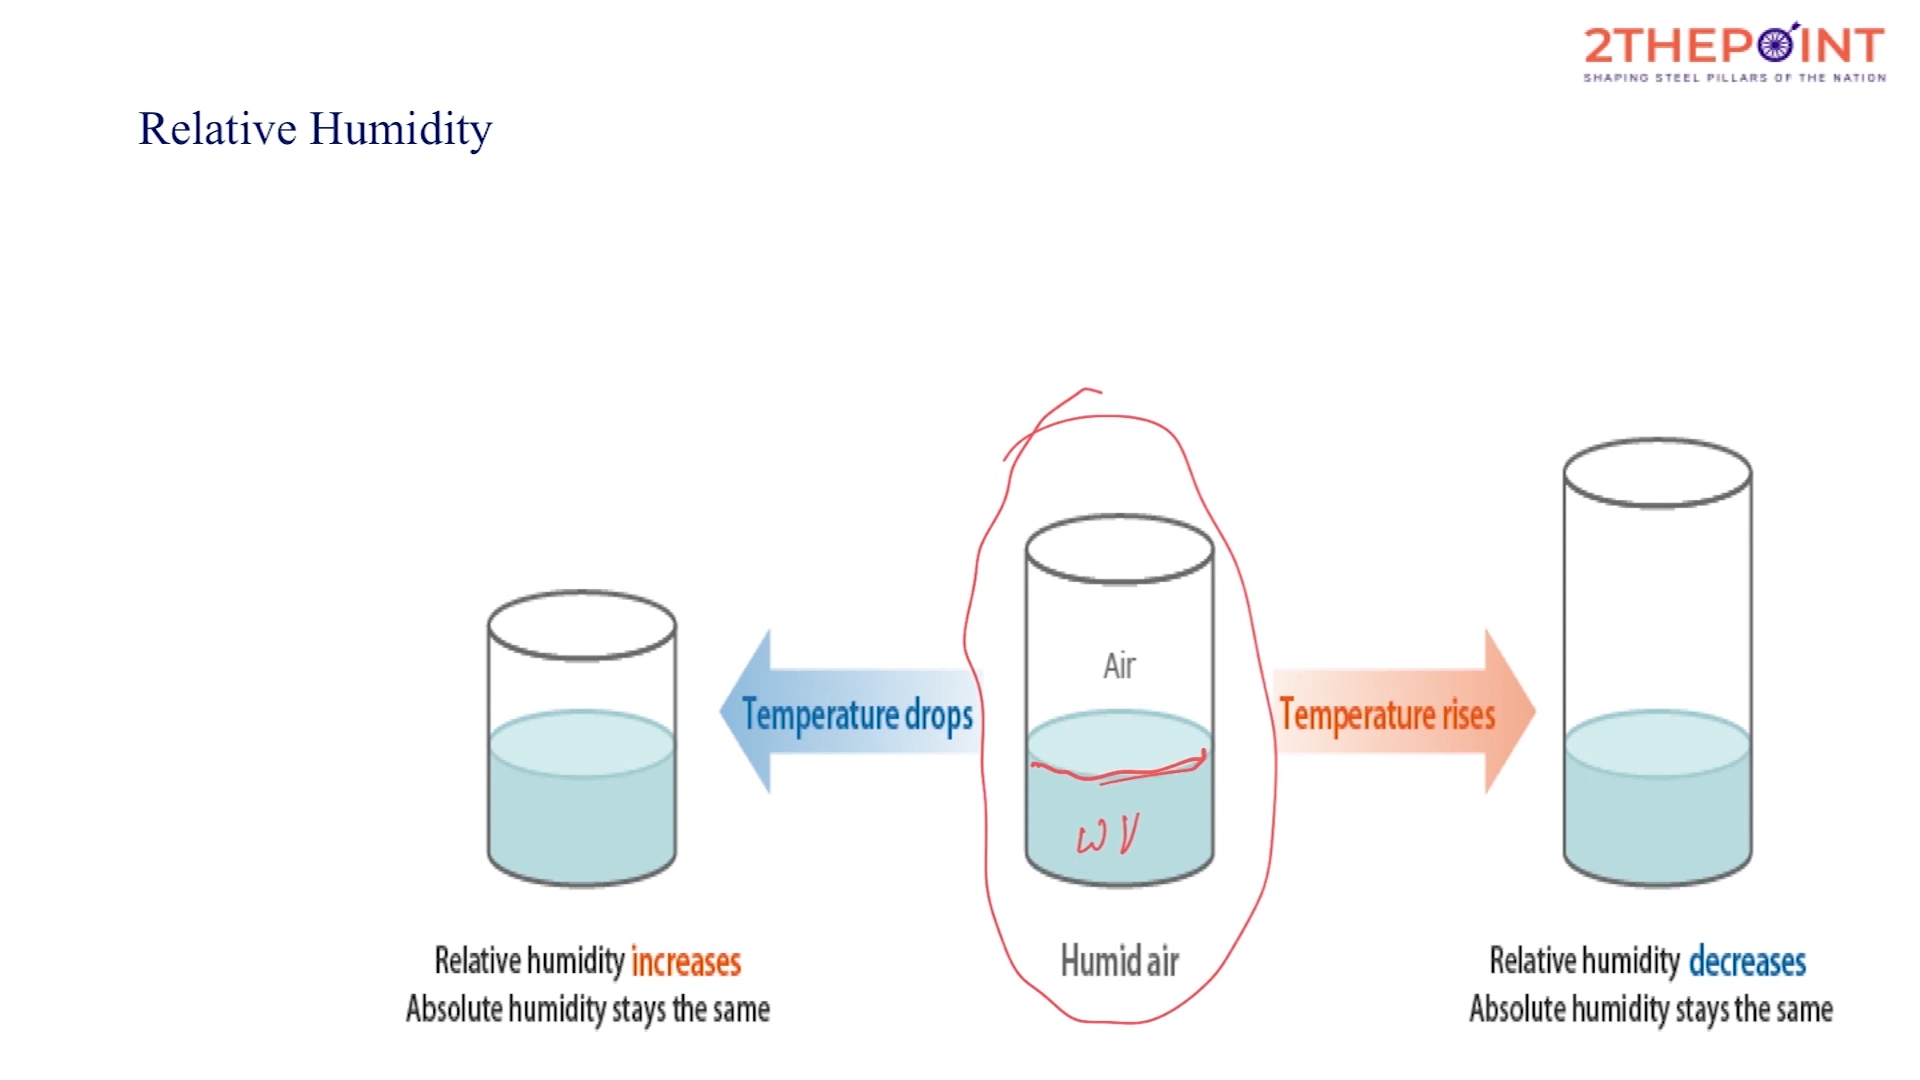 2THEPOINT
SHAPING STEEL PILLARS OF THE NATION
Relative Humidity
Air
Temperature drops
Temperature rises
WV
Relative humidity increases
Absolute humidity stays the same
Humid air
Relative humidity decreases
Absolute humidity stays the same